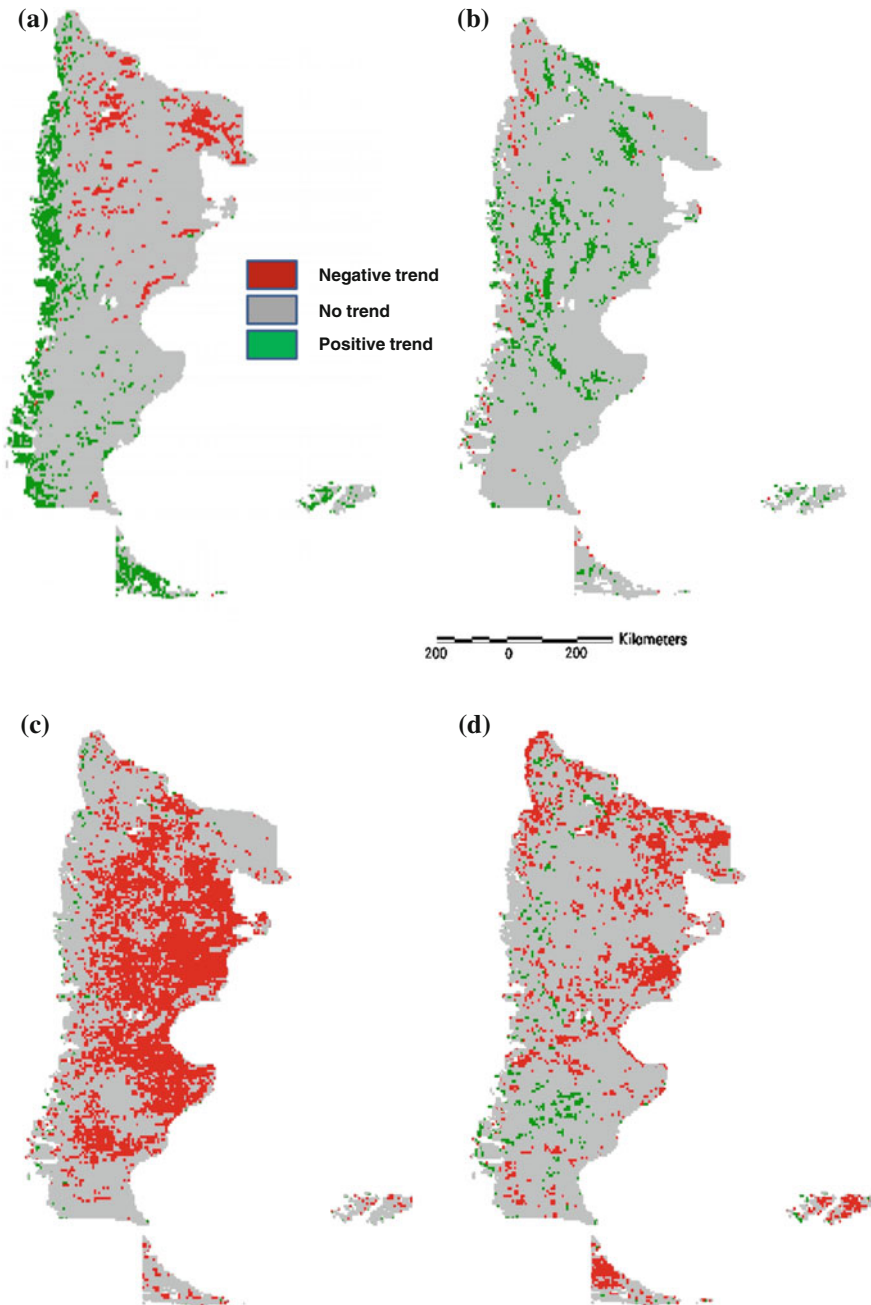 (a)
(b)
Negative trend
No trend
Positive trend
Kilometers
200 0 200
(c)
(d)